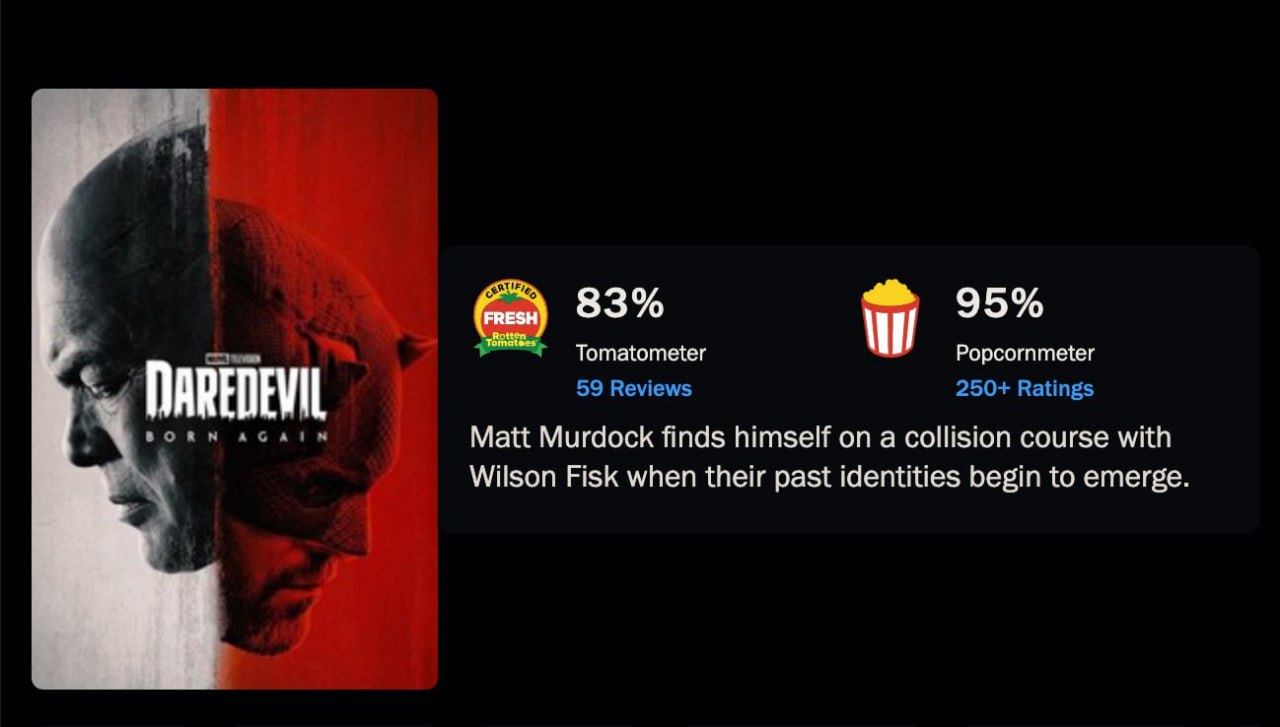 MARVEL TELEVISION
DAREDEVIL
BORN AGAIN
CERTIFIED
FRESH
Rotten
Tomatoes
83%
Tomatometer
59 Reviews
95%
Popcornmeter
250+ Ratings
Matt Murdock finds himself on a collision course with
Wilson Fisk when their past identities begin to emerge.